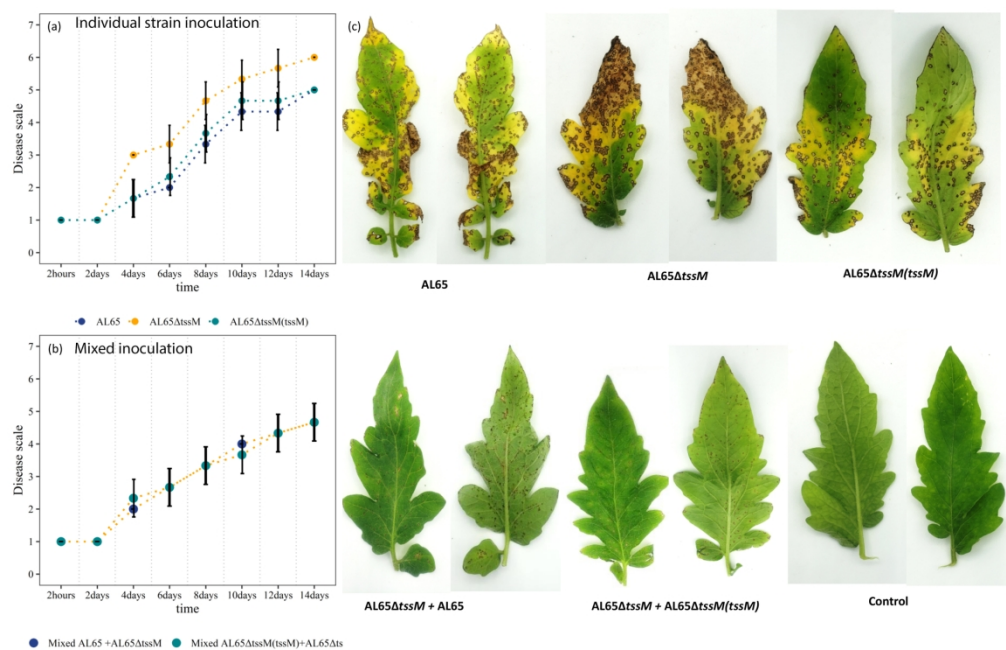 (a) Individual strain inoculation
7
6
5
4
3
2
1
0
Disease scale
2hours 2days 4days 6days 8days 10days 12days 14days
time
AL65 AL65ΔtssM AL65ΔtssM(tssM)
(b) Mixed inoculation
7
6
5
4
3
2
1
0
Disease scale
2hours 2days 4days 6days 8days 10days 12days 14days
time
Mixed AL65 +AL65ΔtssM Mixed AL65ΔtssM(tssM)+AL65Δts
(c)
AL65 AL65ΔtssM AL65ΔtssM(tssM)
AL65ΔtssM + AL65 AL65ΔtssM + AL65ΔtssM(tssM) Control